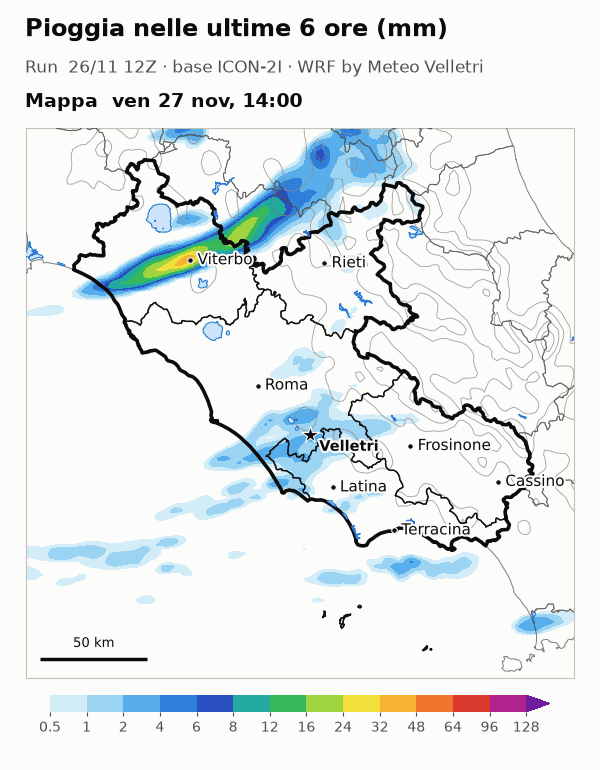 Pioggia nelle ultime 6 ore (mm)
Run  26/11 12Z · base ICON-2I · WRF by Meteo Velletri
Mappa  ven 27 nov, 14:00
Viterbo
Rieti
Roma
Velletri
Frosinone
Latina
Cassino
Terracina
50 km
0.5 1 2 4 6 8 12 16 24 32 48 64 96 128